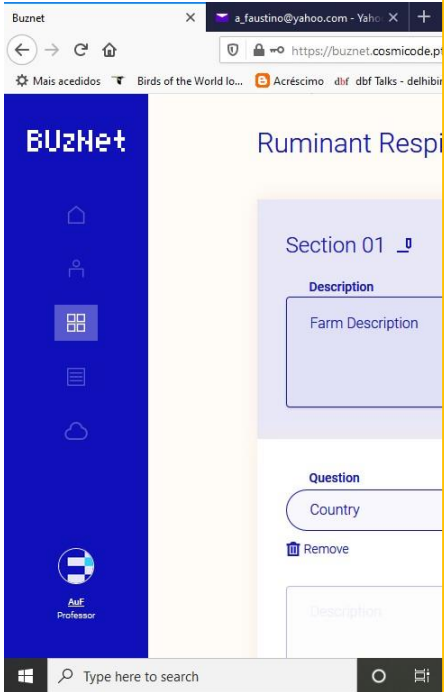 Buznet
a_faustino@yahoo.com - Yaho
https://buznet.cosmicode.pt
Mais acedidos
Birds of the World lo...
Acréscimo
dbf
dbf Talks - delhibir
BUzNet
Ruminant Respi
Section 01
Description
Farm Description
Question
Country
Remove
Description
AuF
Professor
Type here to search